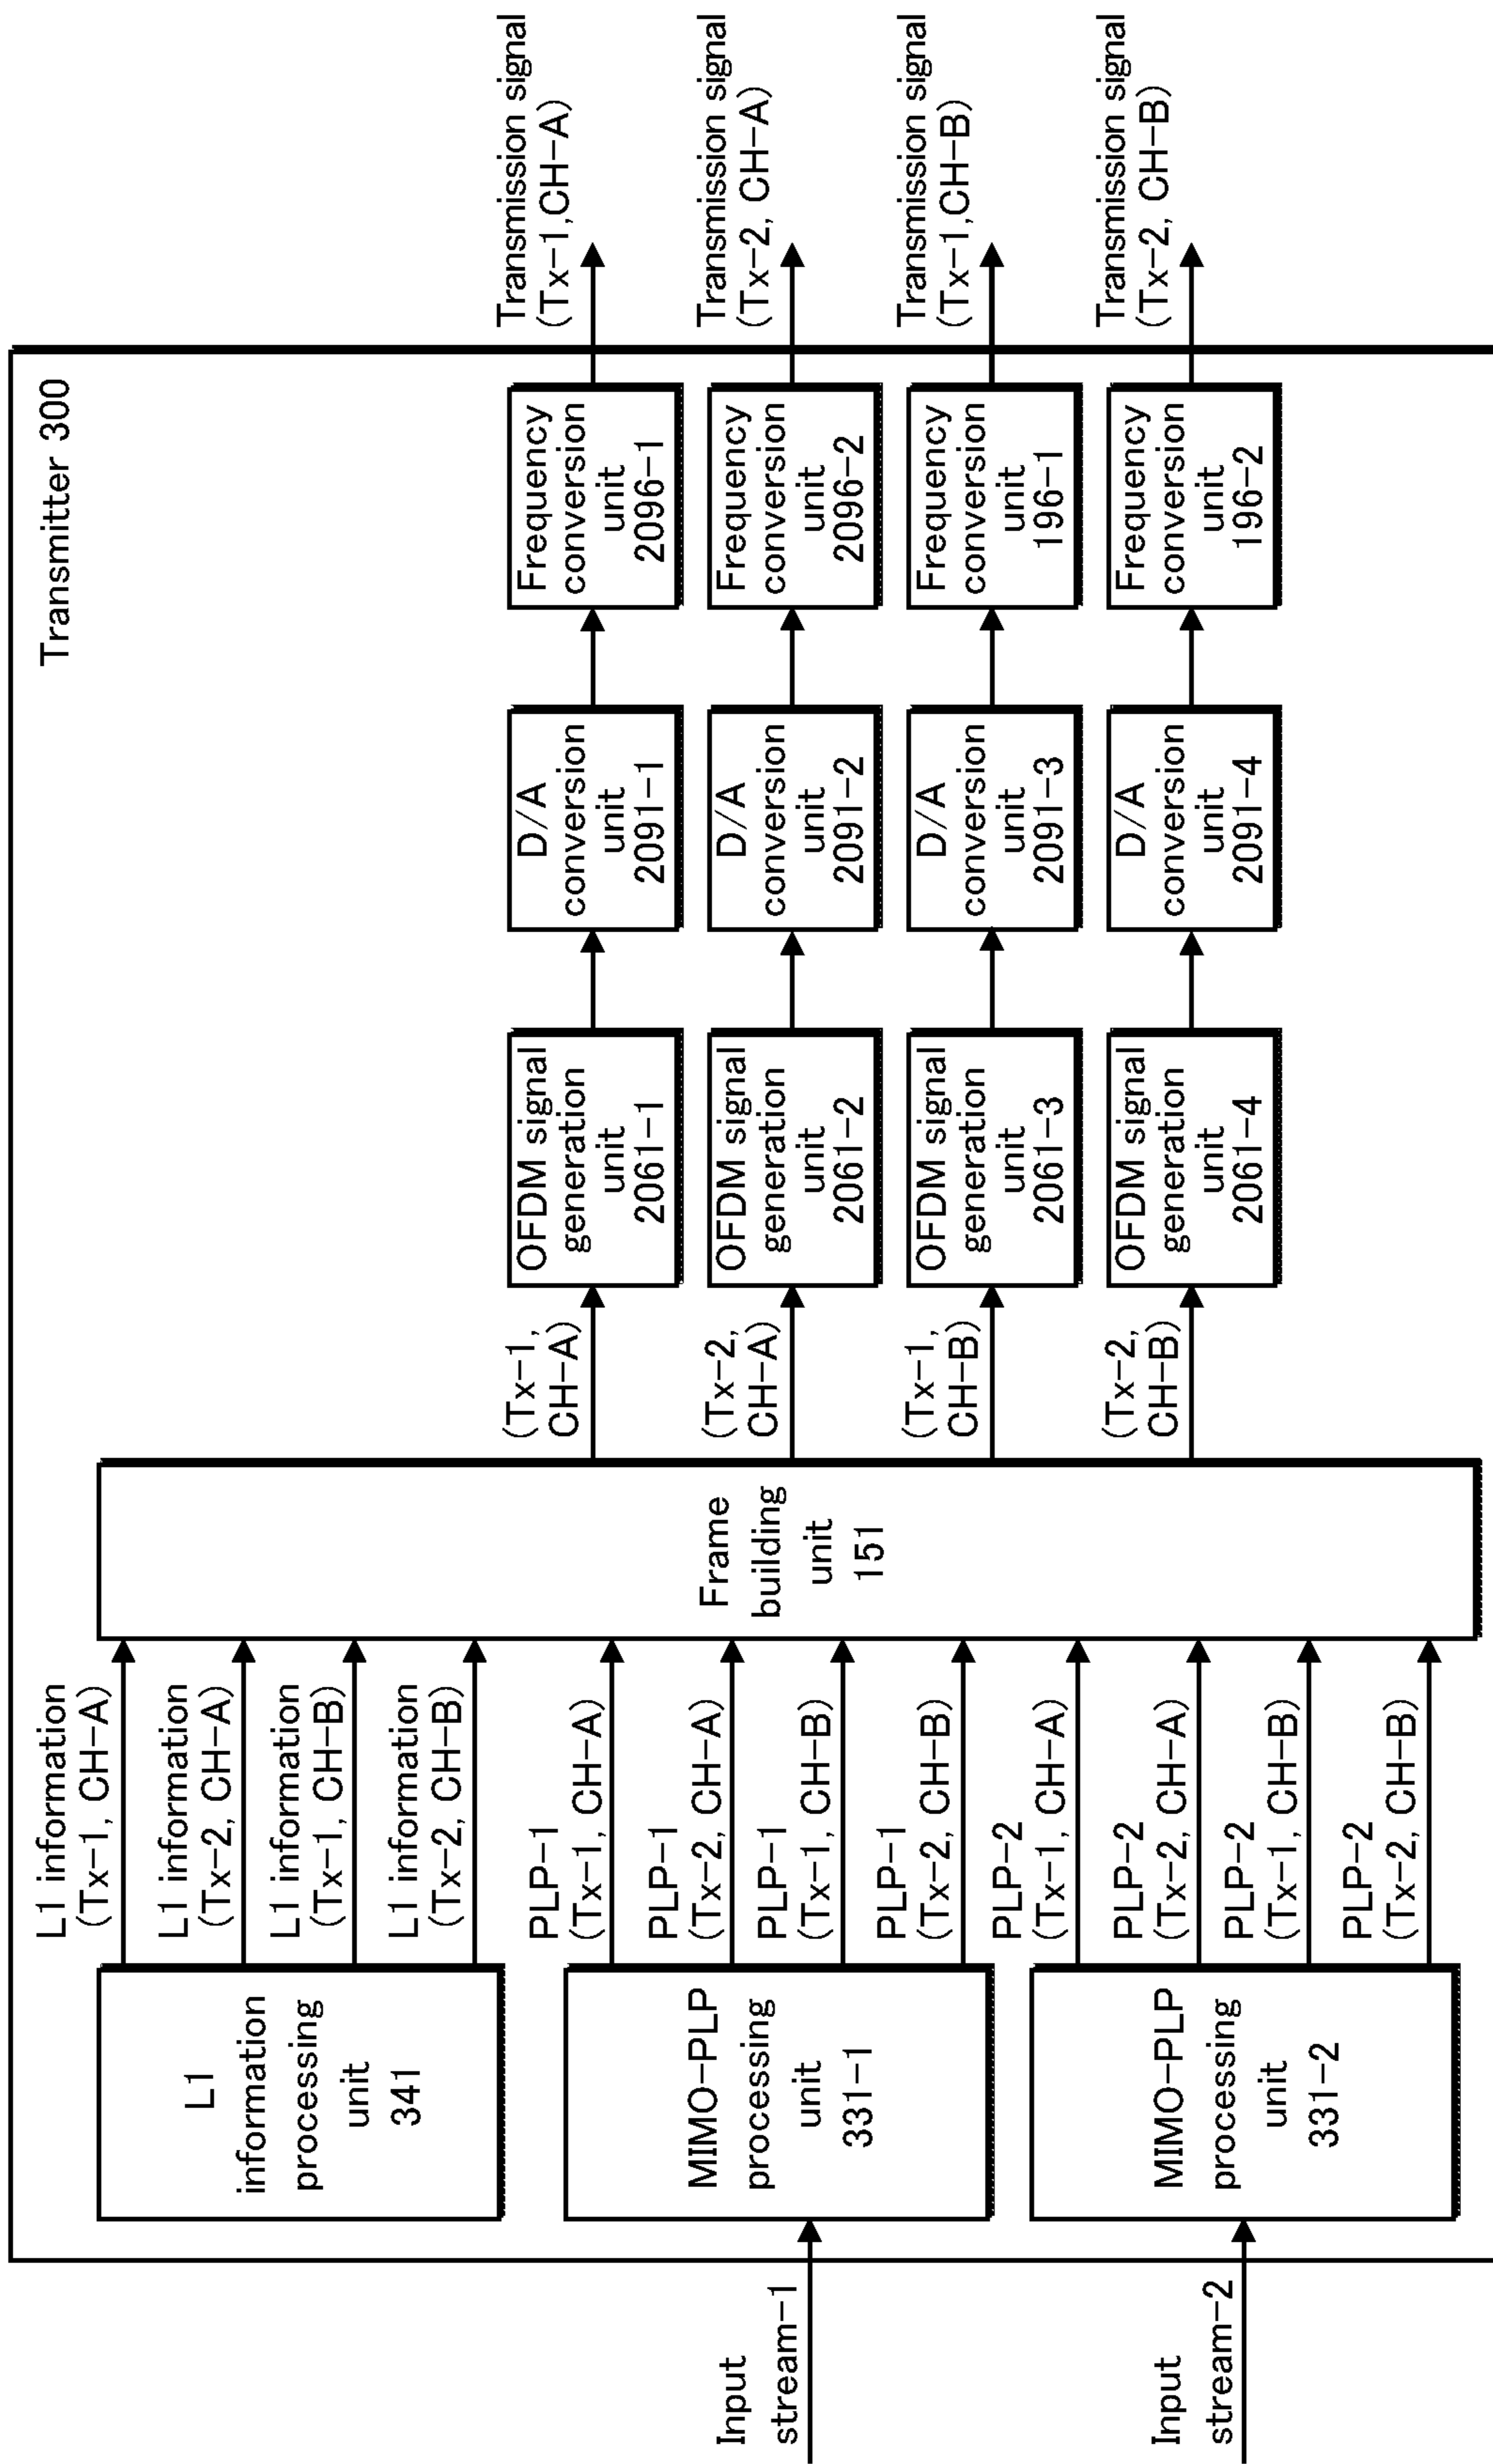 Transmitter 300
Input
stream-1
Input
stream-2
L1
information
processing
unit
341
MIMO-PLP
processing
unit
331-1
MIMO-PLP
processing
unit
331-2
L1 information
(Tx-1, CH-A)
L1 information
(Tx-2, CH-A)
L1 information
(Tx-1, CH-B)
L1 information
(Tx-2, CH-B)
PLP-1
(Tx-1, CH-A)
PLP-1
(Tx-2, CH-A)
PLP-1
(Tx-1, CH-B)
PLP-1
(Tx-2, CH-B)
PLP-2
(Tx-1, CH-A)
PLP-2
(Tx-2, CH-A)
PLP-2
(Tx-1, CH-B)
PLP-2
(Tx-2, CH-B)
Frame
building
unit
151
(Tx-1,
CH-A)
(Tx-2,
CH-A)
(Tx-1,
CH-B)
(Tx-2,
CH-B)
OFDM signal
generation
unit
2061-1
OFDM signal
generation
unit
2061-2
OFDM signal
generation
unit
2061-3
OFDM signal
generation
unit
2061-4
D/A
conversion
unit
2091-1
D/A
conversion
unit
2091-2
D/A
conversion
unit
2091-3
D/A
conversion
unit
2091-4
Frequency
conversion
unit
2096-1
Frequency
conversion
unit
2096-2
Frequency
conversion
unit
196-1
Frequency
conversion
unit
196-2
Transmission signal
(Tx-1,CH-A)
Transmission signal
(Tx-2, CH-A)
Transmission signal
(Tx-1,CH-B)
Transmission signal
(Tx-2, CH-B)